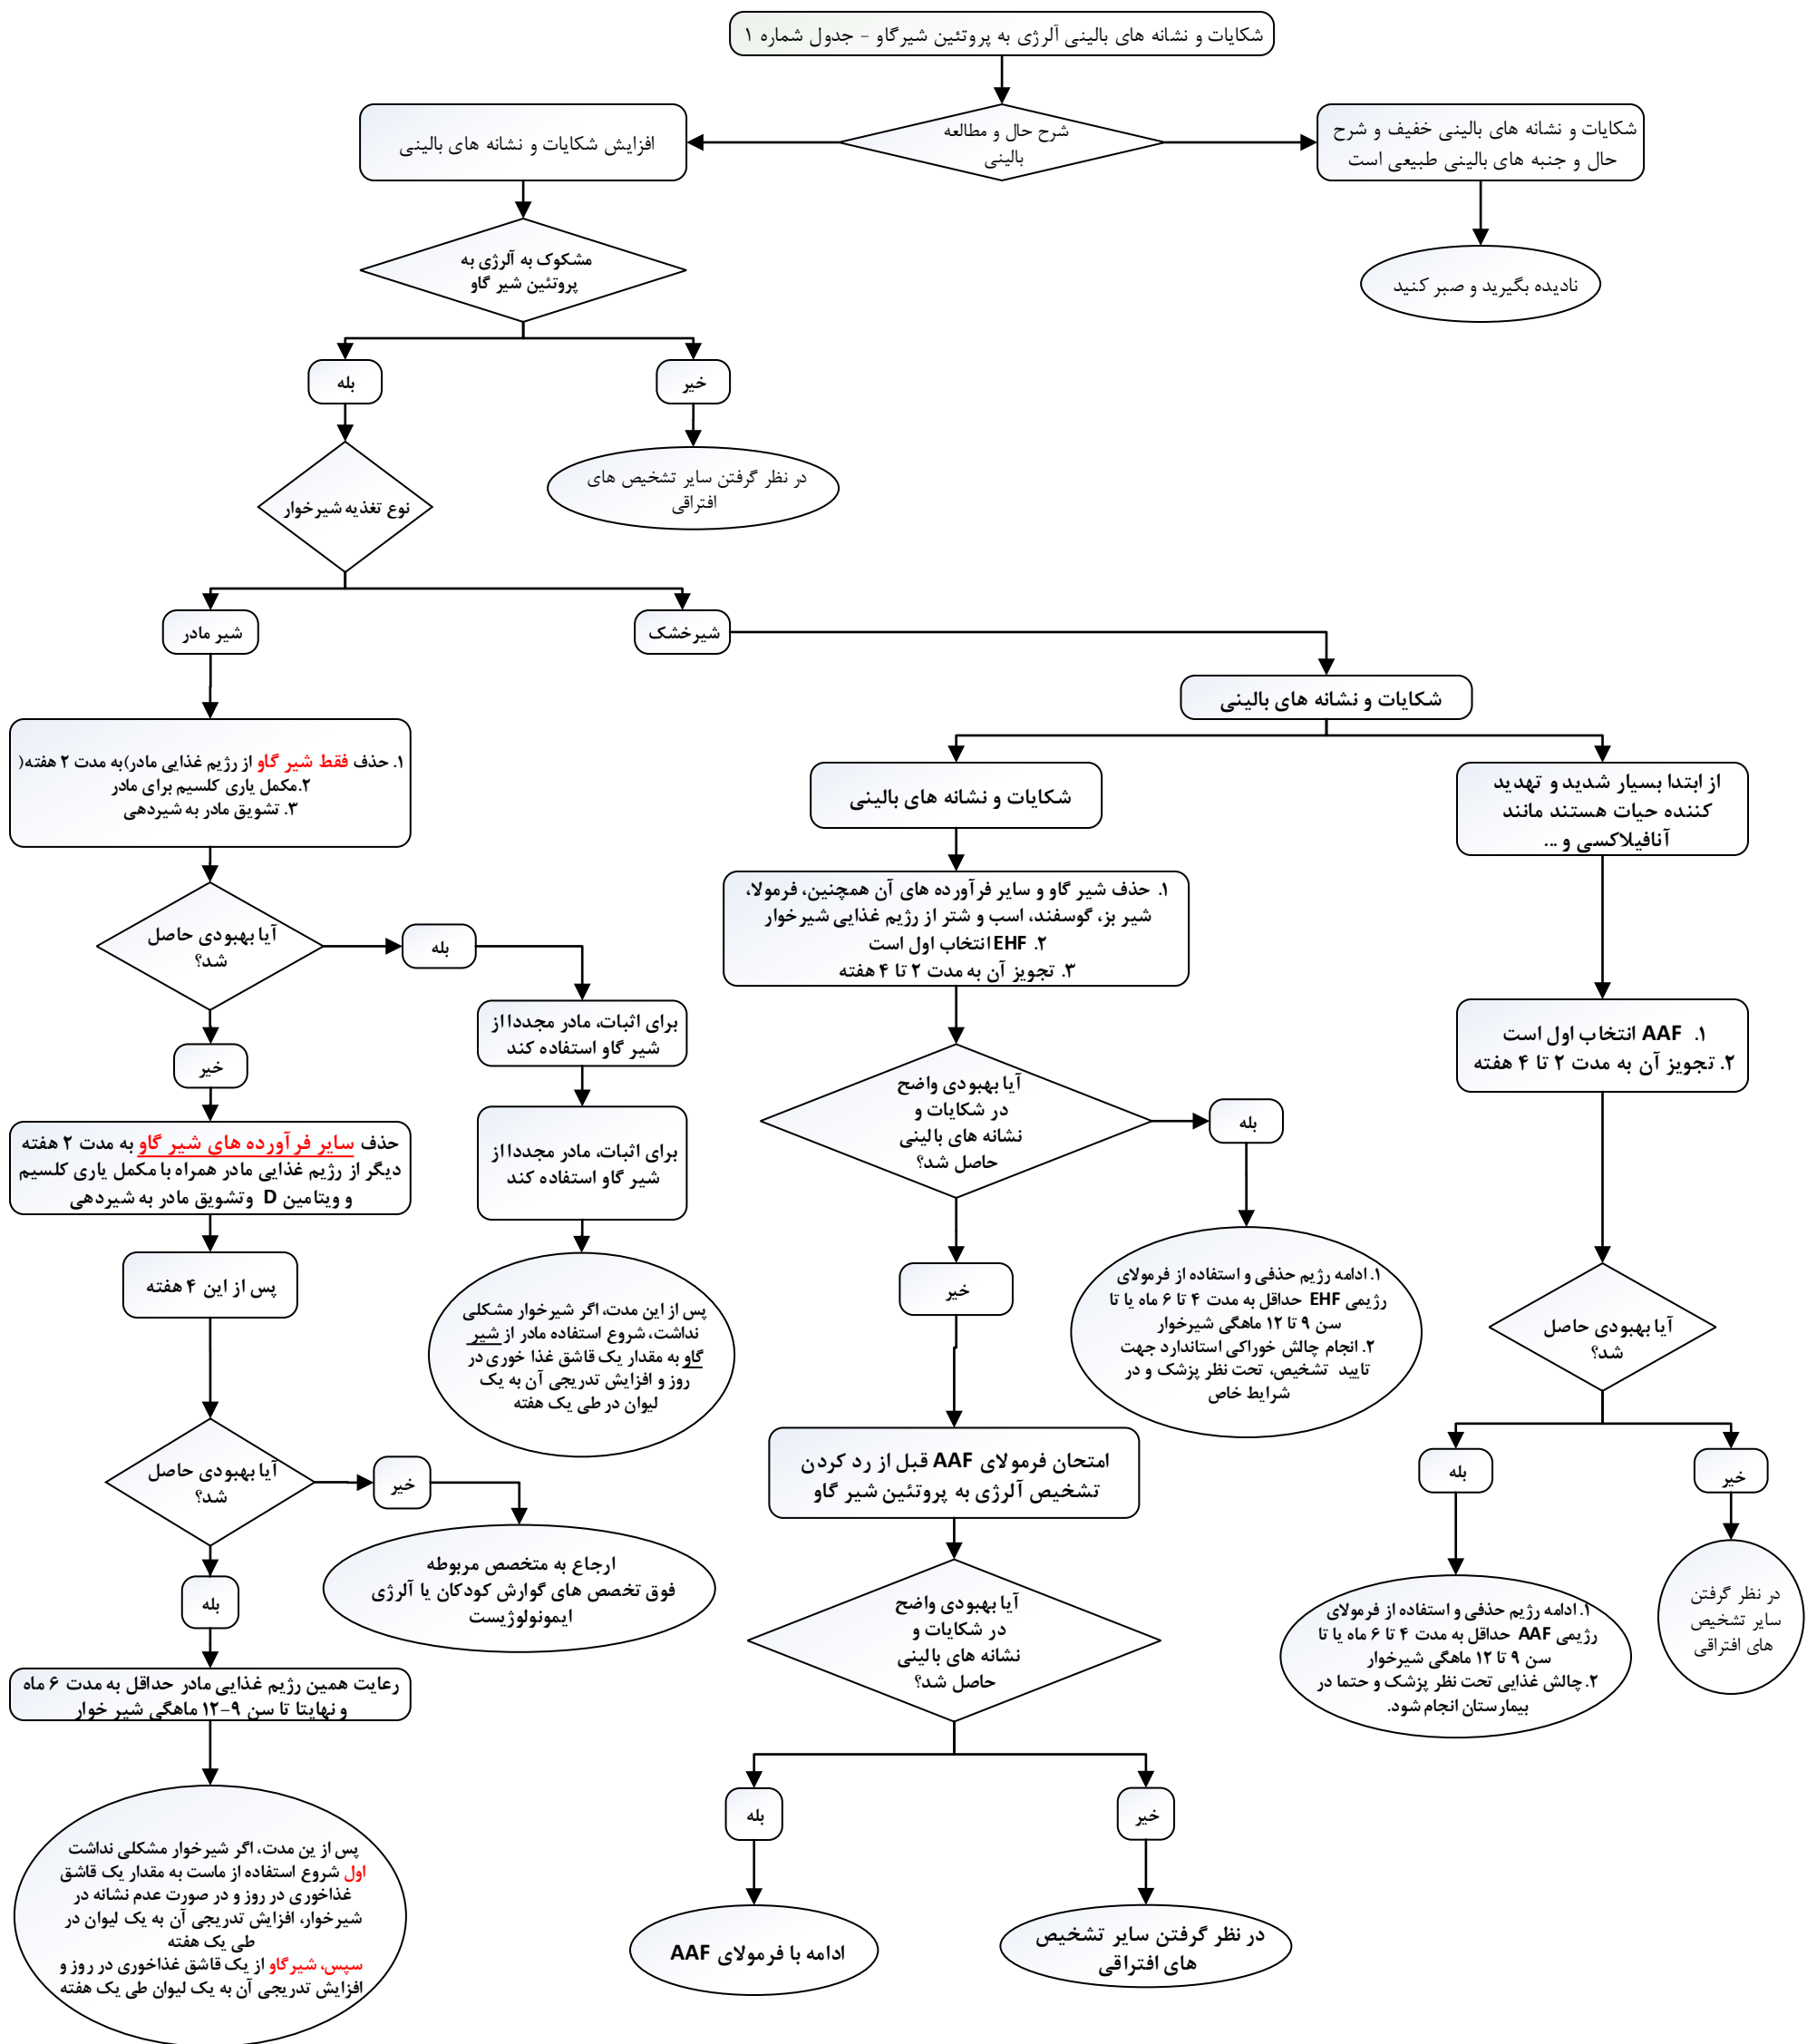 شکایات و نشانه های بالینی آلرژی به پروتئین شیرگاو - جدول شماره ۱
شرح حال و مطالعه
بالینی
شکایات و نشانه های بالینی خفیف و شرح
حال و جنبه های بالینی طبیعی است
نادیده بگیرید و صبر کنید
افزایش شکایات و نشانه های بالینی
مشکوک به آلرژی به
پروتئین شیر گاو
خیر
در نظر گرفتن سایر تشخیص های
افتراقی
بله
نوع تغذیه شیرخوار
شیرخشک
شکایات و نشانه های بالینی
از ابتدا بسیار شدید و تهدید
کننده حیات هستند مانند
آنافیلاکسی و ...
۱. AAF انتخاب اول است
۲. تجویز آن به مدت ۲ تا ۴ هفته
آیا بهبودی حاصل
شد؟
خیر
در نظر گرفتن
سایر تشخیص
های افتراقی
بله
۱. ادامه رژیم حذفی و استفاده از فرمولای
رژیمی AAF حداقل به مدت ۴ تا ۶ ماه یا تا
سن ۹ تا ۱۲ ماهگی شیرخوار
۲. چالش غذایی تحت نظر پزشک و حتما در
بیمارستان انجام شود.
شکایات و نشانه های بالینی
۱. حذف شیر گاو و سایر فرآورده های آن همچنین، فرمولا،
شیر بز، گوسفند، اسب و شتر از رژیم غذایی شیرخوار
۲. EHF انتخاب اول است
۳. تجویز آن به مدت ۲ تا ۴ هفته
آیا بهبودی واضح
در شکایات و
نشانه های بالینی
حاصل شد؟
بله
۱. ادامه رژیم حذفی و استفاده از فرمولای
رژیمی EHF حداقل به مدت ۴ تا ۶ ماه یا تا
سن ۹ تا ۱۲ ماهگی شیرخوار
۲. انجام چالش خوراکی استاندارد جهت
تایید تشخیص، تحت نظر پزشک و در
شرایط خاص
خیر
امتحان فرمولای AAF قبل از رد کردن
تشخیص آلرژی به پروتئین شیر گاو
آیا بهبودی واضح
در شکایات و
نشانه های بالینی
حاصل شد؟
خیر
در نظر گرفتن سایر تشخیص
های افتراقی
بله
ادامه با فرمولای AAF
شیر مادر
۱. حذف فقط شیر گاو از رژیم غذایی مادر)به مدت ۲ هفته(
۲.مکمل یاری کلسیم برای مادر
۳. تشویق مادر به شیردهی
آیا بهبودی حاصل
شد؟
بله
برای اثبات، مادر مجددا از
شیر گاو استفاده کند
برای اثبات، مادر مجددا از
شیر گاو استفاده کند
پس از این مدت، اگر شیرخوار مشکلی
نداشت، شروع استفاده مادر از شیر
گاو به مقدار یک قاشق غذا خوری در
روز و افزایش تدریجی آن به یک
لیوان در طی یک هفته
خیر
حذف سایر فرآورده های شیر گاو به مدت ۲ هفته
دیگر از رژیم غذایی مادر همراه با مکمل یاری کلسیم
و ویتامین D وتشویق مادر به شیردهی
پس از این ۴ هفته
آیا بهبودی حاصل
شد؟
خیر
ارجاع به متخصص مربوطه
فوق تخصص های گوارش کودکان یا آلرژی
ایمونولوژیست
بله
رعایت همین رژیم غذایی مادر حداقل به مدت ۶ ماه
و نهایتا تا سن ۹-۱۲ ماهگی شیر خوار
پس از ین مدت، اگر شیرخوار مشکلی نداشت
اول شروع استفاده از ماست به مقدار یک قاشق
غذاخوری در روز و در صورت عدم نشانه در
شیرخوار، افزایش تدریجی آن به یک لیوان در
طی یک هفته
سپس، شیرگاو از یک قاشق غذاخوری در روز و
افزایش تدریجی آن به یک لیوان طی یک هفته